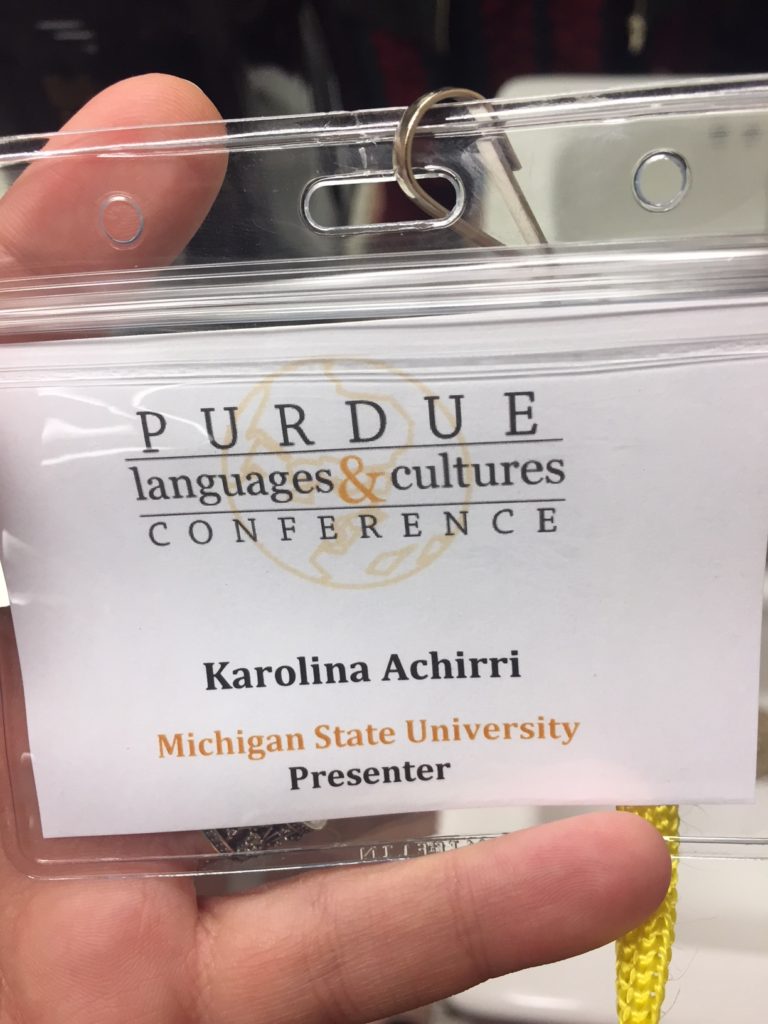 PURDUE
languages & cultures
CONFERENCE
Karolina Achirri
Michigan State University
Presenter